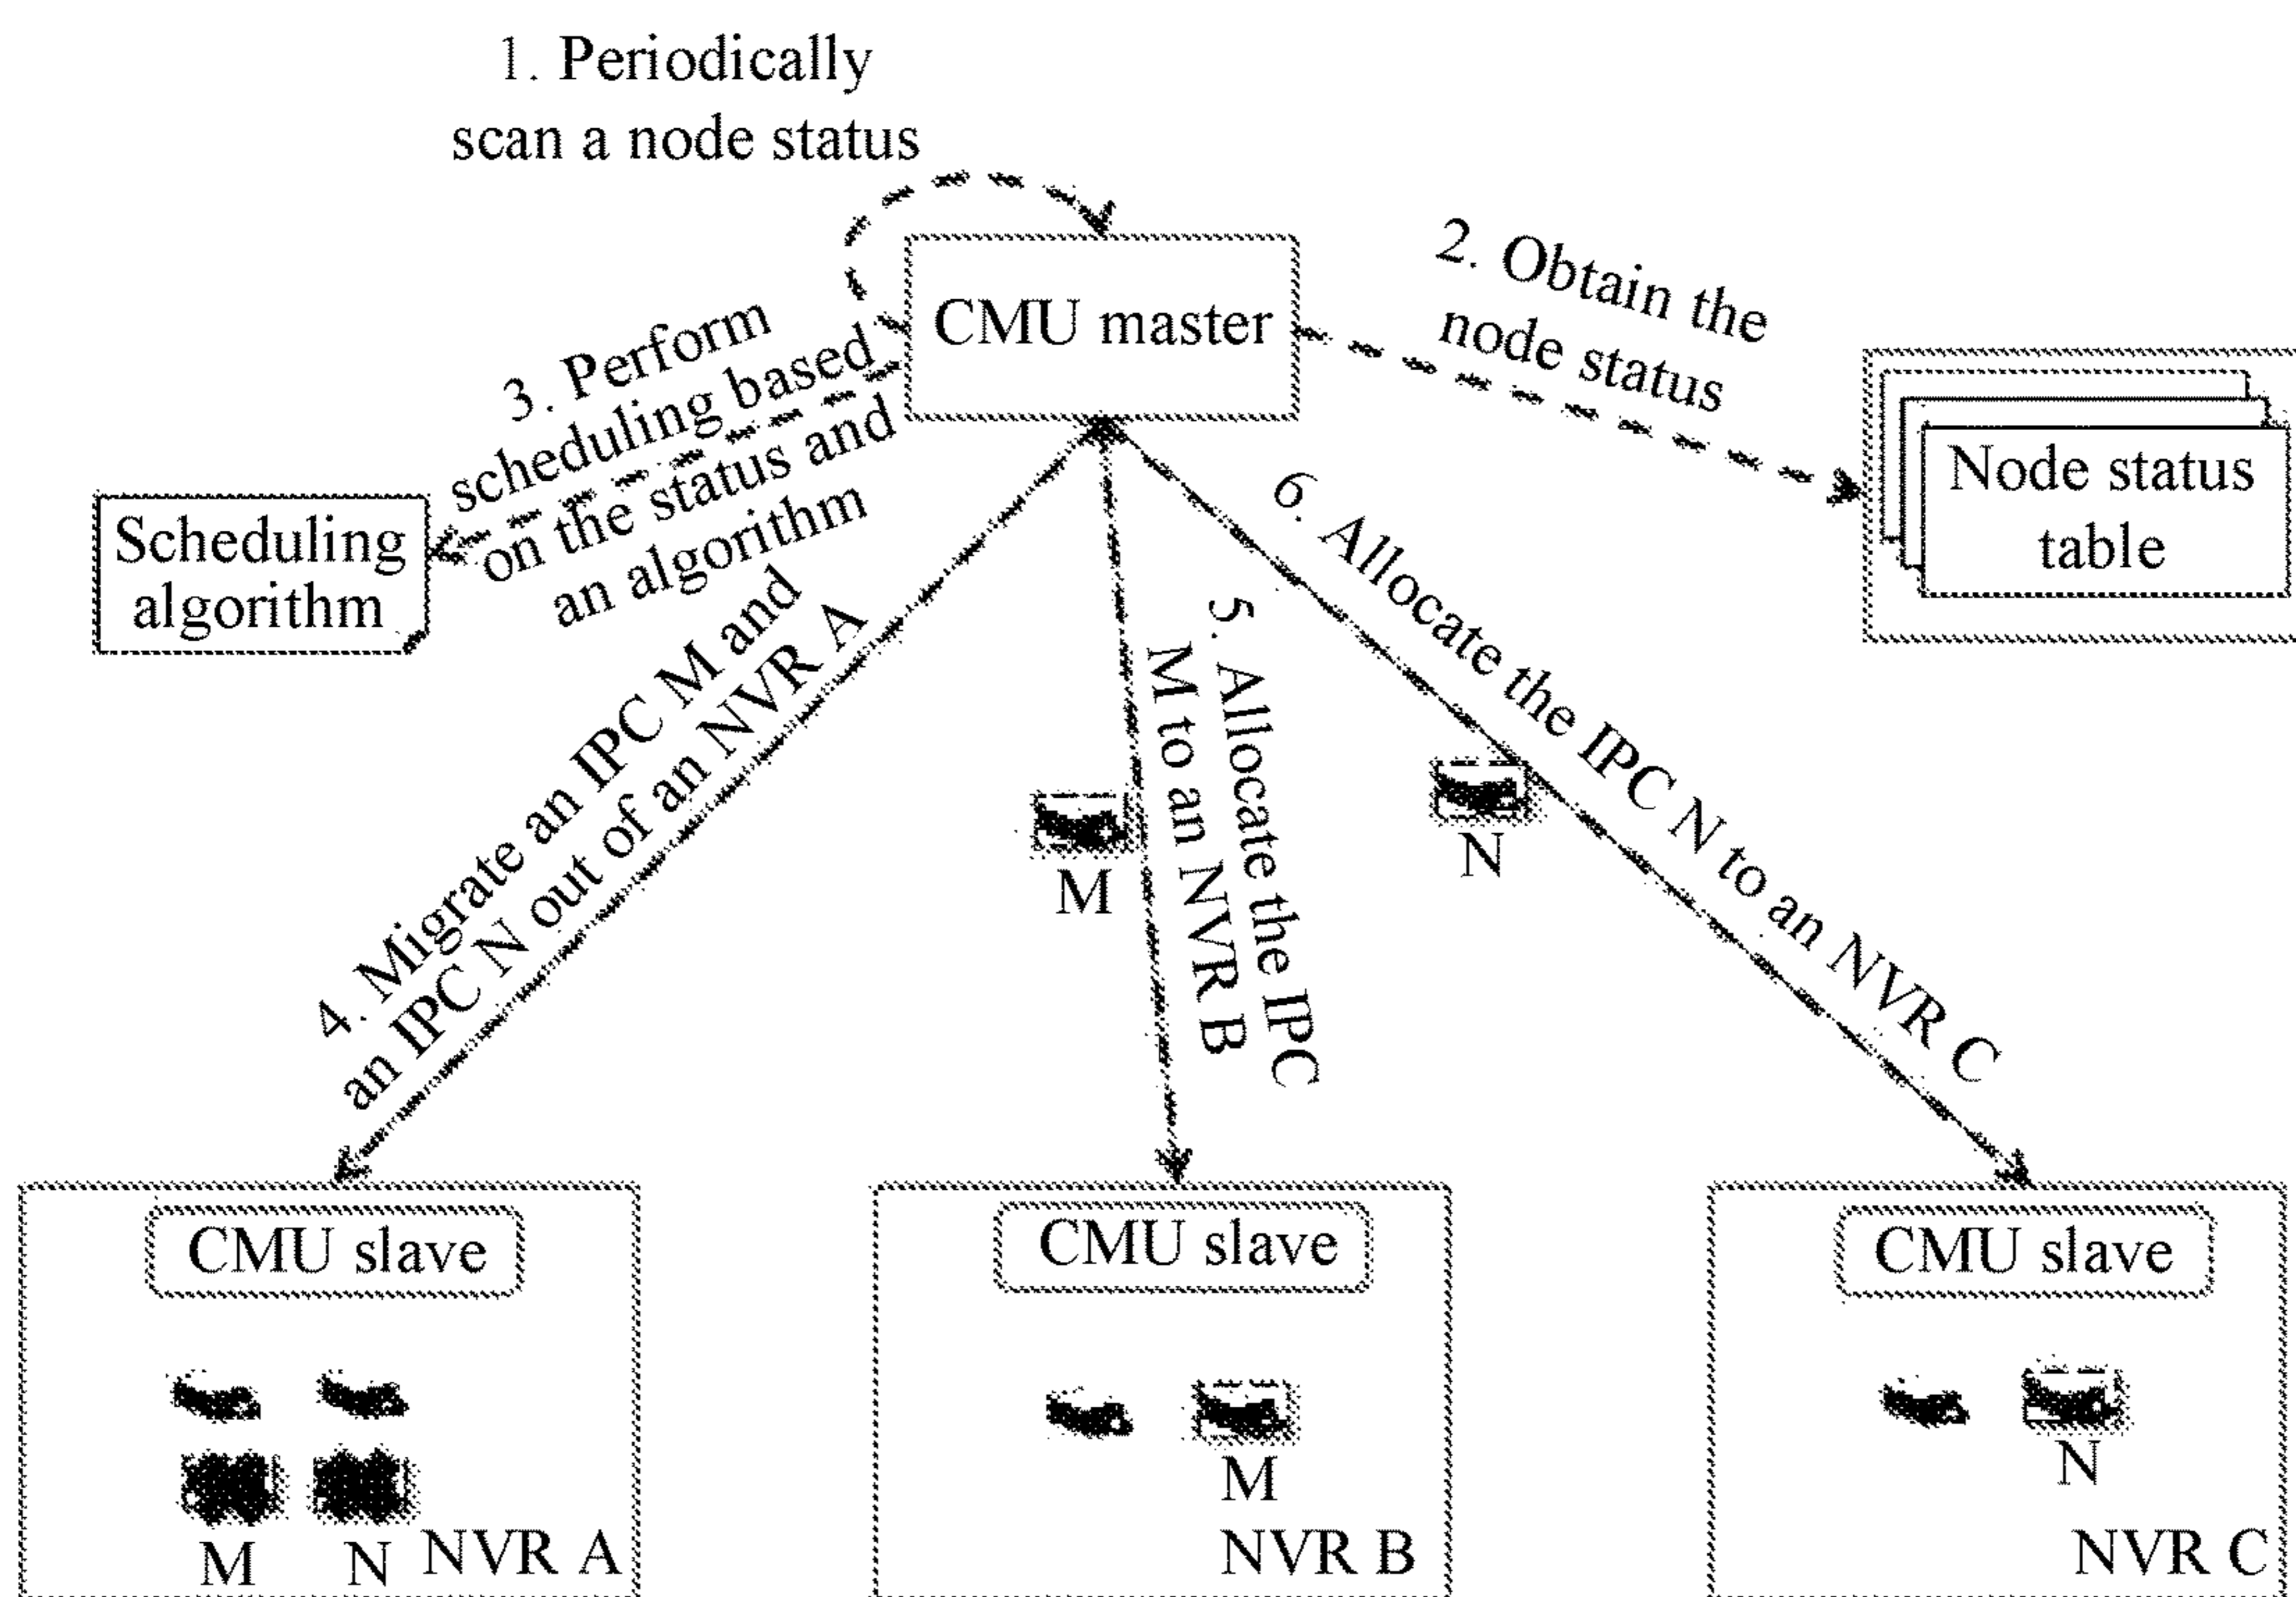 1. Periodically
scan a node status
CMU master
2. Obtain the
node status
Node status
table
3. Perform
scheduling based
on the status and
an algorithm
Scheduling
algorithm
4. Migrate an IPC M and
an IPC N out of an NVR A
5. Allocate the IPC
M to an NVR B
6. Allocate the IPC N to an NVR C
M
N
CMU slave
M N NVR A
CMU slave
M
NVR B
CMU slave
N
NVR C